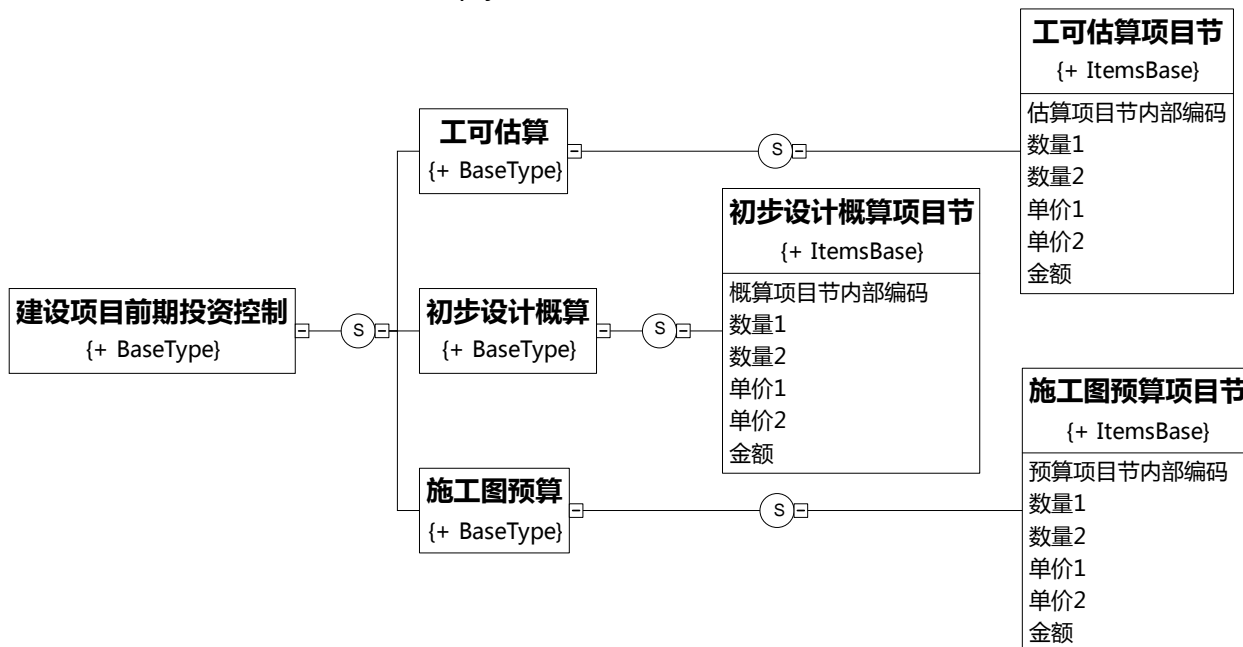 工可估算项目节
{+ ItemsBase}
估算项目节内部编码
数量1
数量2
单价1
单价2
金额
工可估算
{+ BaseType}
S
初步设计概算项目节
{+ ItemsBase}
概算项目节内部编码
数量1
数量2
单价1
单价2
金额
建设项目前期投资控制
{+ BaseType}
S
初步设计概算
{+ BaseType}
S
施工图预算项目节
{+ ItemsBase}
预算项目节内部编码
数量1
数量2
单价1
单价2
金额
施工图预算
{+ BaseType}
S